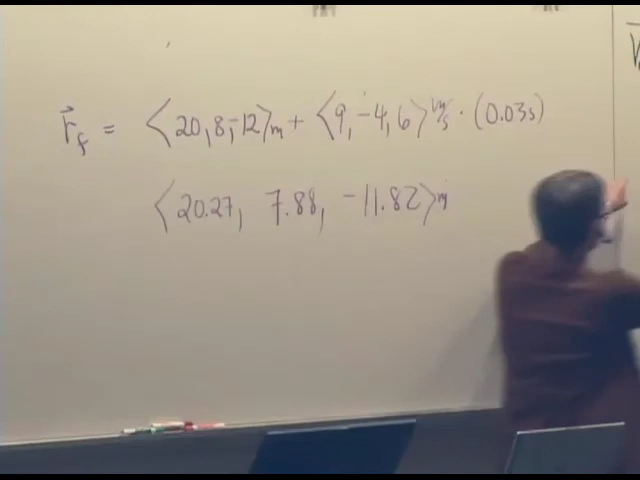 r⃗f = ⟨20, 8, -12⟩m + ⟨9, -4, 6⟩ m/s · (0.03s)
⟨20.27, 7.88, -11.82⟩m